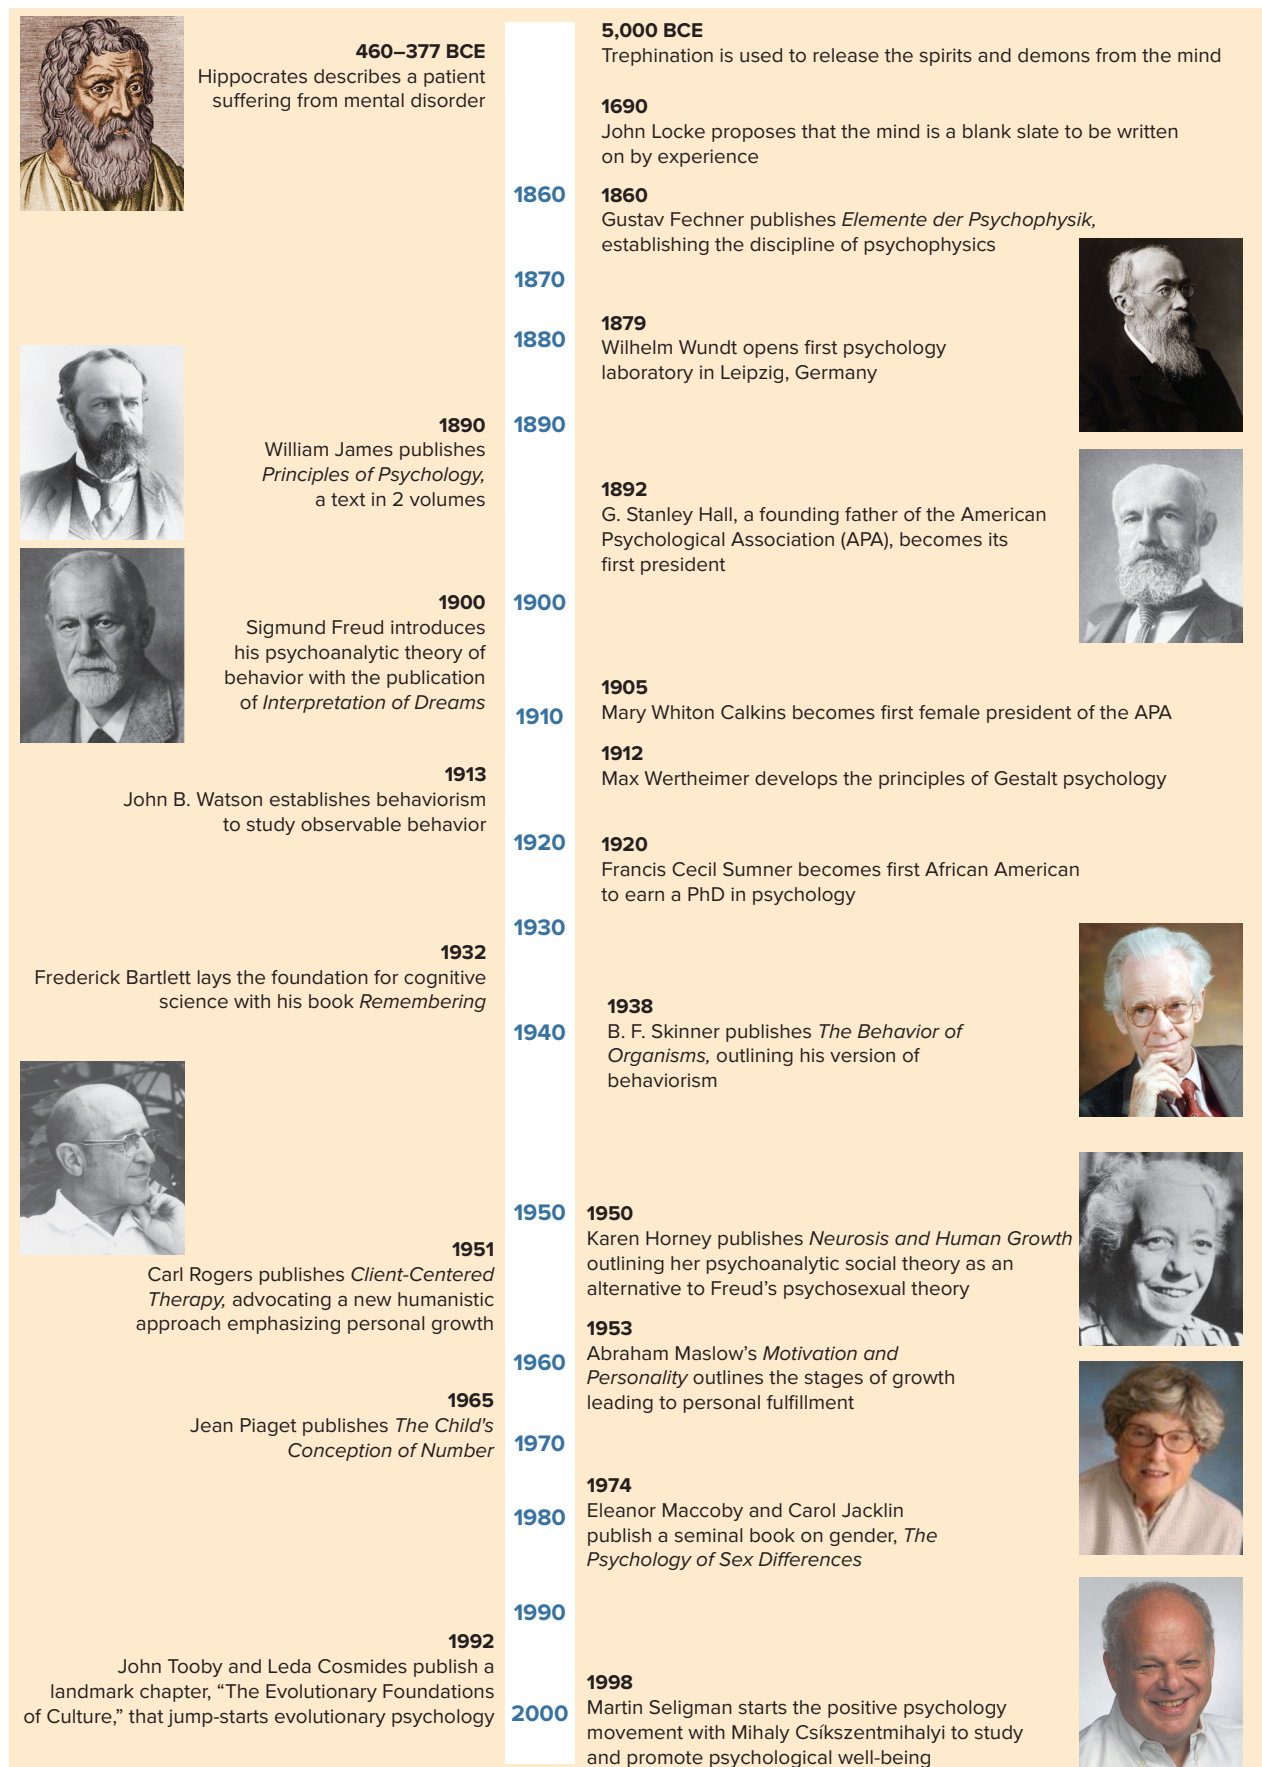 460–377 BCE
Hippocrates describes a patient
suffering from mental disorder
5,000 BCE
Trephination is used to release the spirits and demons from the mind
1690
John Locke proposes that the mind is a blank slate to be written
on by experience
1860
1860
Gustav Fechner publishes Elemente der Psychophysik,
establishing the discipline of psychophysics
1870
1879
Wilhelm Wundt opens first psychology
laboratory in Leipzig, Germany
1880
1890
William James publishes
Principles of Psychology,
a text in 2 volumes
1890
1892
G. Stanley Hall, a founding father of the American
Psychological Association (APA), becomes its
first president
1900
Sigmund Freud introduces
his psychoanalytic theory of
behavior with the publication
of Interpretation of Dreams
1900
1905
Mary Whiton Calkins becomes first female president of the APA
1910
1912
Max Wertheimer develops the principles of Gestalt psychology
1913
John B. Watson establishes behaviorism
to study observable behavior
1920
1920
Francis Cecil Sumner becomes first African American
to earn a PhD in psychology
1930
1932
Frederick Bartlett lays the foundation for cognitive
science with his book Remembering
1938
B. F. Skinner publishes The Behavior of
Organisms, outlining his version of
behaviorism
1940
1950
1950
Karen Horney publishes Neurosis and Human Growth
outlining her psychoanalytic social theory as an
alternative to Freud's psychosexual theory
1951
Carl Rogers publishes Client-Centered
Therapy, advocating a new humanistic
approach emphasizing personal growth
1953
Abraham Maslow's Motivation and
Personality outlines the stages of growth
leading to personal fulfillment
1960
1965
Jean Piaget publishes The Child's
Conception of Number
1970
1974
Eleanor Maccoby and Carol Jacklin
publish a seminal book on gender, The
Psychology of Sex Differences
1980
1990
1992
John Tooby and Leda Cosmides publish a
landmark chapter, “The Evolutionary Foundations
of Culture,” that jump-starts evolutionary psychology
1998
Martin Seligman starts the positive psychology
movement with Mihaly Csíkszentmihalyi to study
and promote psychological well-being
2000